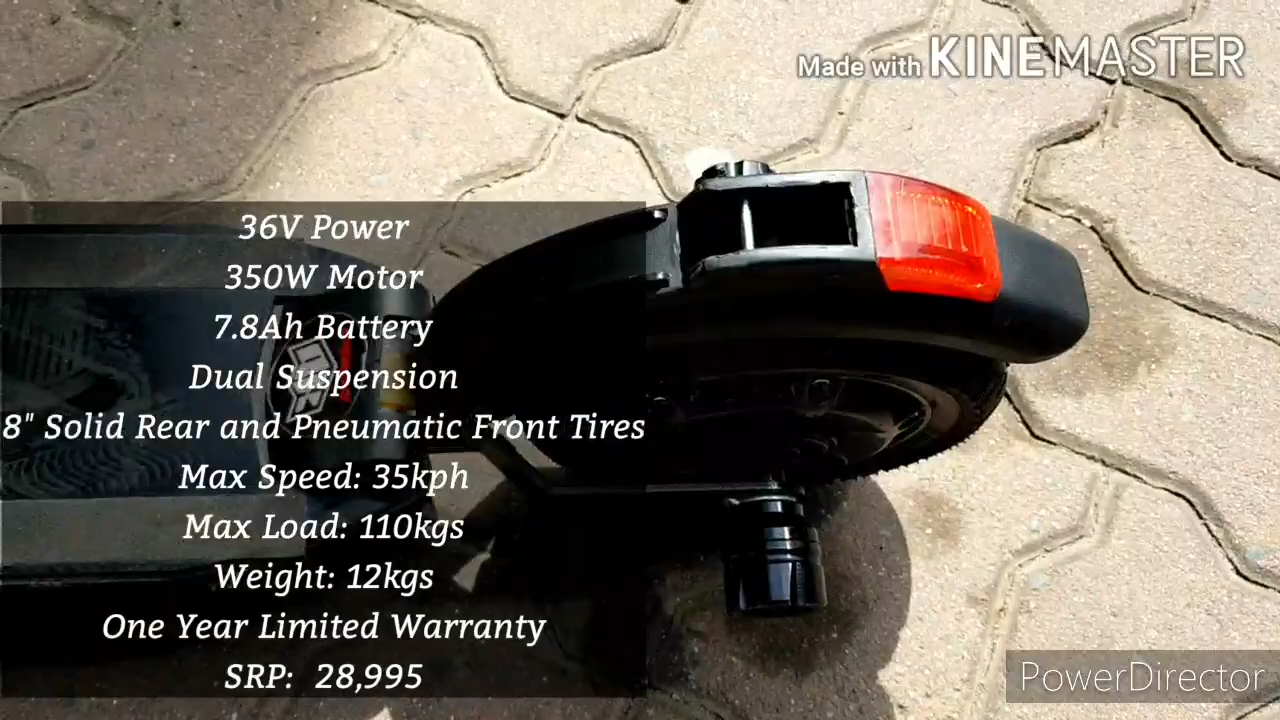 Made with KINEMASTER
36V Power
350W Motor
7.8Ah Battery
Dual Suspension
8" Solid Rear and Pneumatic Front Tires
Max Speed: 35kph
Max Load: 110kgs
Weight: 12kgs
One Year Limited Warranty
SRP: 28,995
PowerDirector